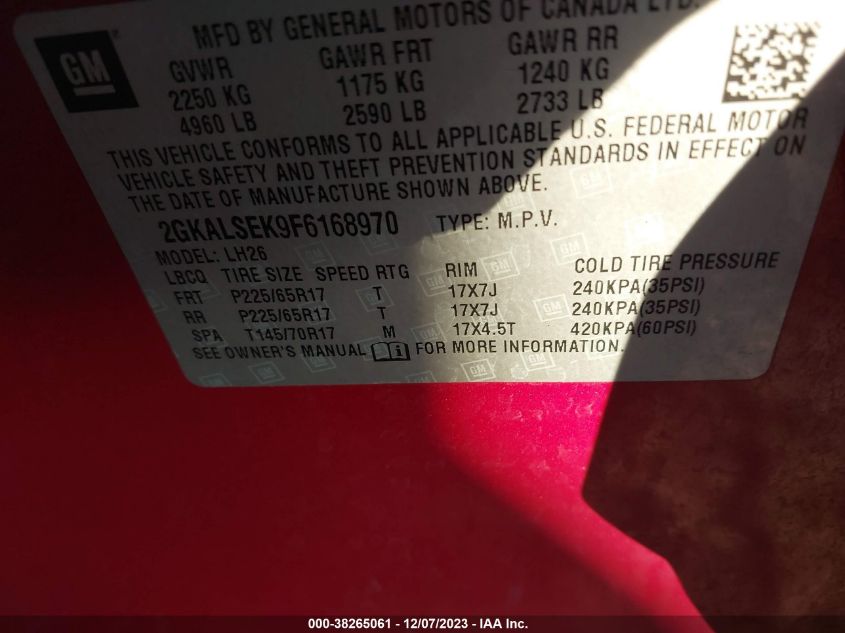 MFD BY GENERAL MOTORS OF CANADA LTD.
GM
GVWR GAWR FRT GAWR RR
2250 KG 1175 KG 1240 KG
4960 LB 2590 LB 2733 LB
THIS VEHICLE CONFORMS TO ALL APPLICABLE U.S. FEDERAL MOTOR
VEHICLE SAFETY AND THEFT PREVENTION STANDARDS IN EFFECT ON
THE DATE OF MANUFACTURE SHOWN ABOVE.
2GKALSEK9F6168970 TYPE: M.P.V.
MODEL: LH26
LBCQ TIRE SIZE SPEED RTG RIM COLD TIRE PRESSURE
FRT P225/65R17 T 17X7J 240KPA(35PSI)
RR P225/65R17 T 17X7J 240KPA(35PSI)
SPA T145/70R17 M 17X4.5T 420KPA(60PSI)
SEE OWNER'S MANUAL FOR MORE INFORMATION.
000-38265061 - 12/07/2023 - IAA Inc.